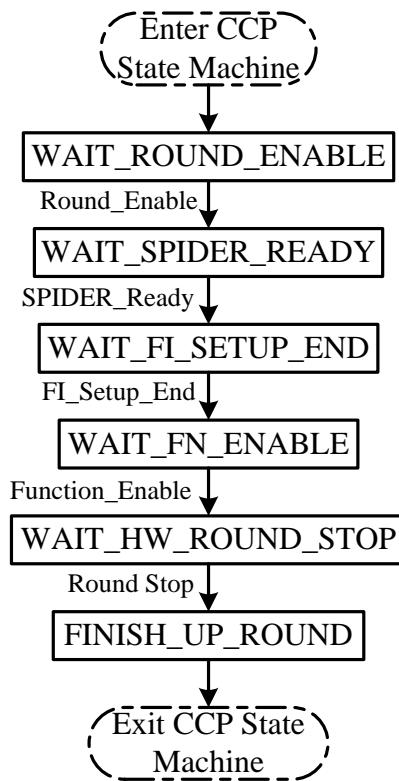 Enter CCP
State Machine
WAIT_ROUND_ENABLE
Round_Enable
WAIT_SPIDER_READY
SPIDER_Ready
WAIT_FI_SETUP_END
FI_Setup_End
WAIT_FN_ENABLE
Function_Enable
WAIT_HW_ROUND_STOP
Round Stop
FINISH_UP_ROUND
Exit CCP State
Machine